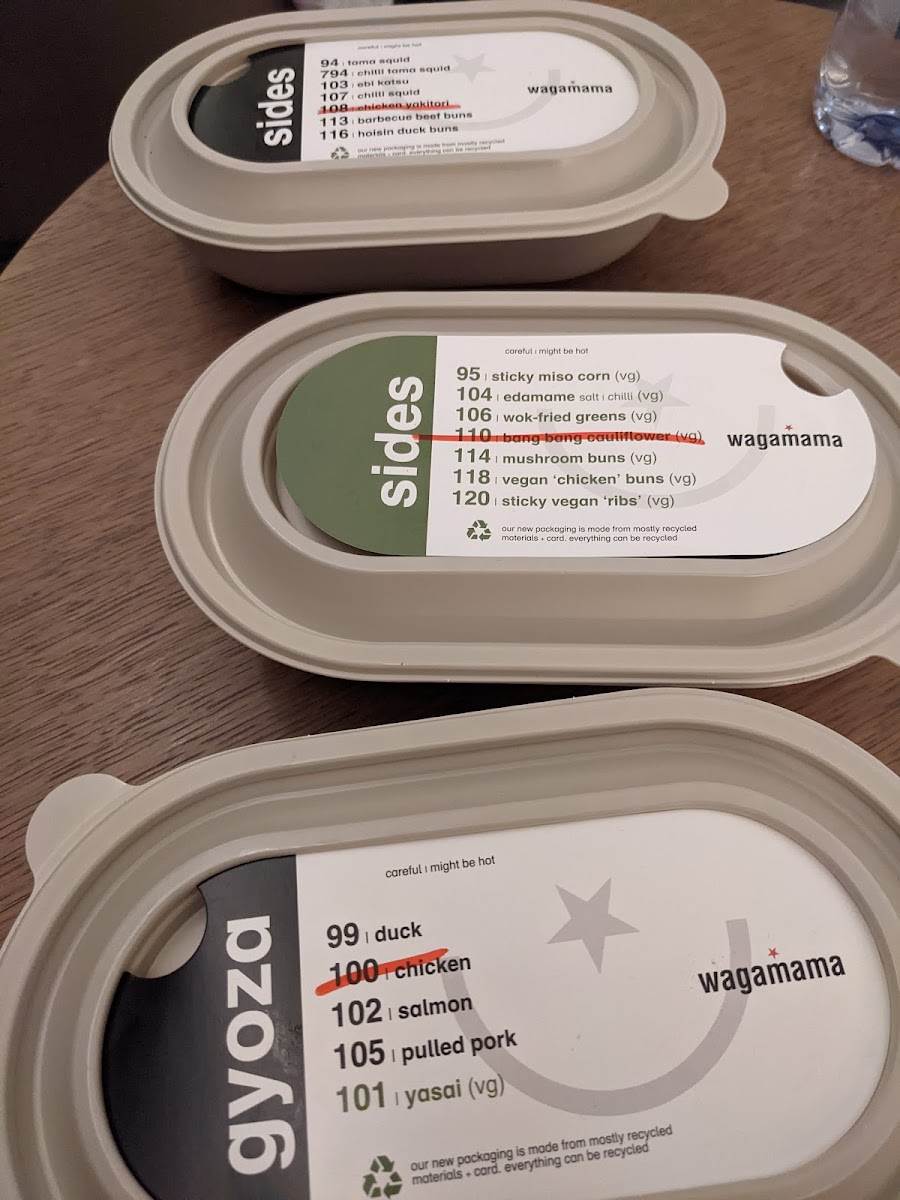 sides
careful | might be hot
94 | tama squid
794 | chilli tama squid
103 | ebi katsu
107 | chilli squid
108 | chicken yakitori
113 | barbecue beef buns
116 | hoisin duck buns
our new packaging is made from mostly recycled
materials + card. everything can be recycled
wagamama
sides
careful | might be hot
95 | sticky miso corn (vg)
104 | edamame salt | chilli (vg)
106 | wok-fried greens (vg)
110 | bang bang cauliflower (vg)
114 | mushroom buns (vg)
118 | vegan ‘chicken’ buns (vg)
120 | sticky vegan ‘ribs’ (vg)
our new packaging is made from mostly recycled
materials + card. everything can be recycled
wagamama
gyoza
careful | might be hot
99 | duck
100 | chicken
102 | salmon
105 | pulled pork
101 | yasai (vg)
our new packaging is made from mostly recycled
materials + card. everything can be recycled
wagamama